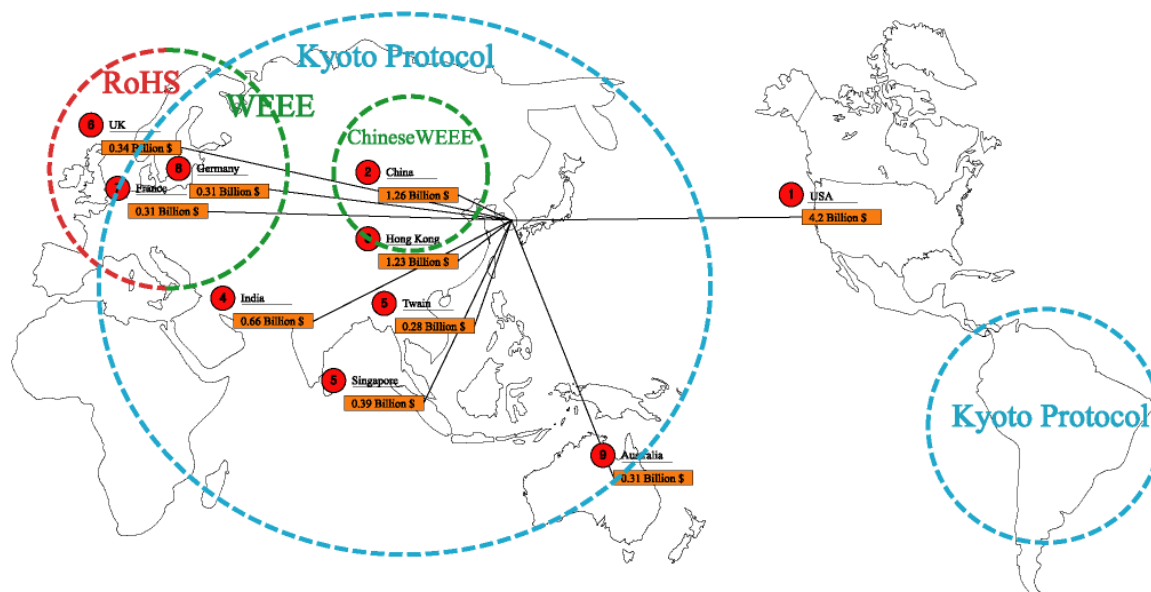 Kyoto Protocol
RoHS
WEEE
6 UK
0.34 Billion $
8 Germany
0.31 Billion $
France
0.31 Billion $
ChineseWEEE
2 China
1.26 Billion $
Hong Kong
1.23 Billion $
1 USA
4.2 Billion $
4 India
0.66 Billion $
5 Twain
0.28 Billion $
5 Singapore
0.39 Billion $
9 Australia
0.31 Billion $
Kyoto Protocol